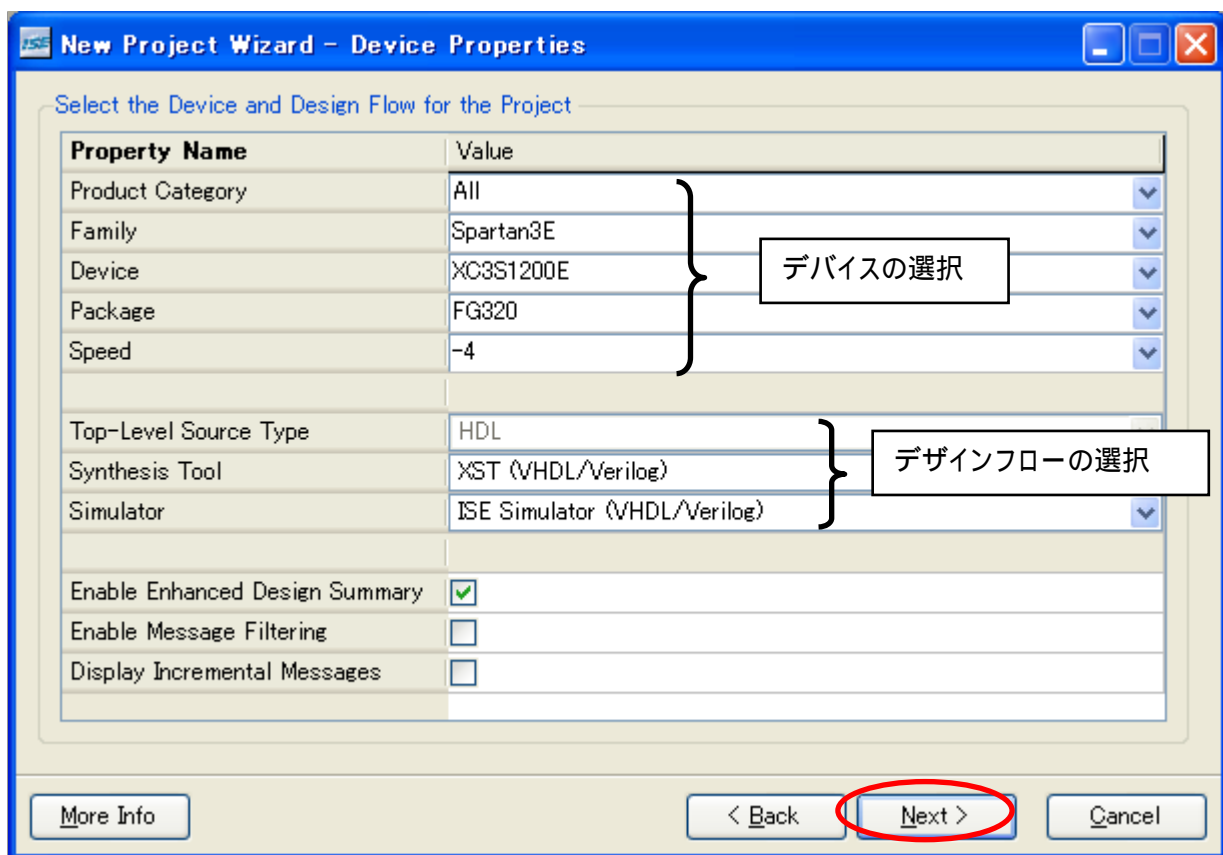 ISE New Project Wizard - Device Properties
Select the Device and Design Flow for the Project
Property Name Value
Product Category All
Family Spartan3E
Device XC3S1200E
デバイスの選択
Package FG320
Speed -4
Top-Level Source Type HDL
デザインフローの選択
Synthesis Tool XST (VHDL/Verilog)
Simulator ISE Simulator (VHDL/Verilog)
Enable Enhanced Design Summary
Enable Message Filtering
Display Incremental Messages
More Info < Back Next > Cancel